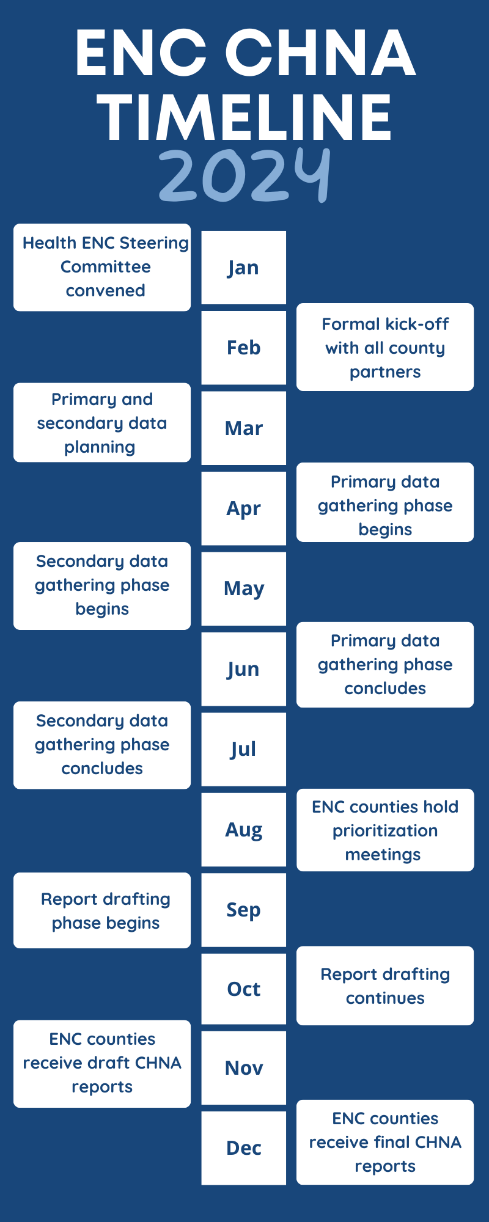 ENC CHNA
TIMELINE
2024
Health ENC Steering
Committee
convened
Jan
Feb
Formal kick-off
with all county
partners
Primary and
secondary data
planning
Mar
Apr
Primary data
gathering phase
begins
Secondary data
gathering phase
begins
May
Jun
Primary data
gathering phase
concludes
Secondary data
gathering phase
concludes
Jul
Aug
ENC counties hold
prioritization
meetings
Report drafting
phase begins
Sep
Oct
Report drafting
continues
ENC counties
receive draft CHNA
reports
Nov
Dec
ENC counties
receive final CHNA
reports